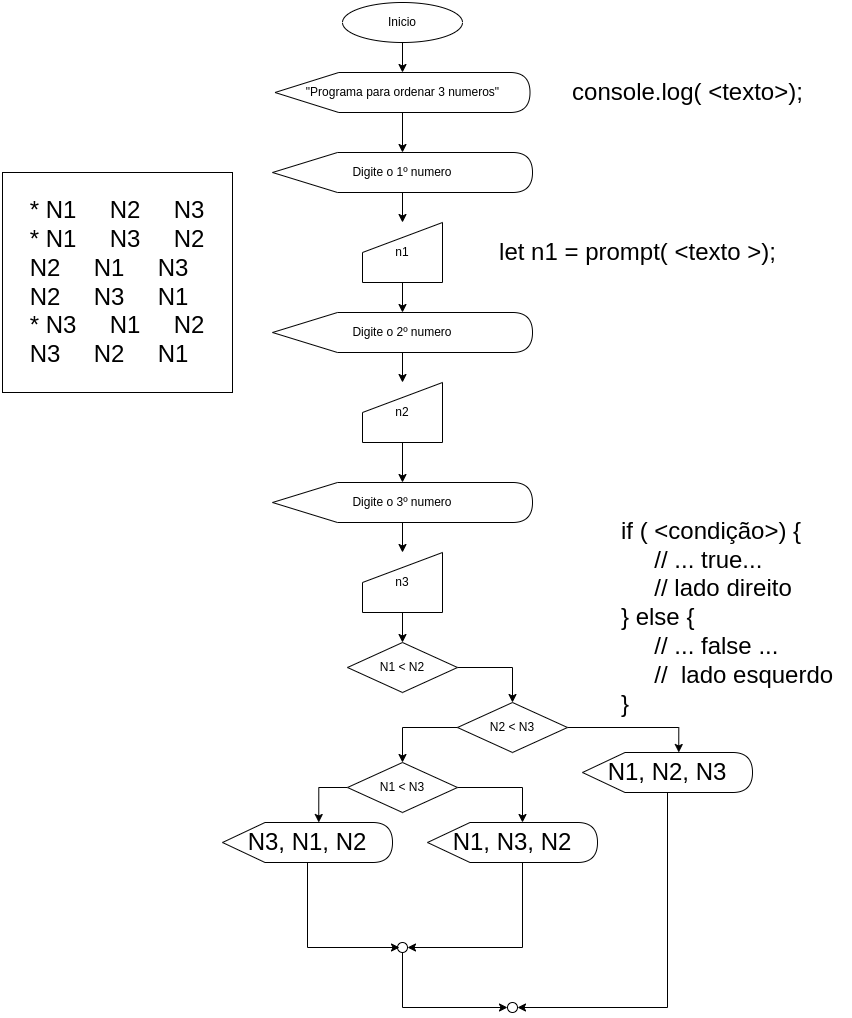 Inicio
"Programa para ordenar 3 numeros"
console.log( <texto>);
Digite o 1º numero
* N1 N2 N3
* N1 N3 N2
N2 N1 N3
N2 N3 N1
* N3 N1 N2
N3 N2 N1
n1
let n1 = prompt( <texto >);
Digite o 2º numero
n2
Digite o 3º numero
n3
if ( <condição>) {
// ... true...
// lado direito
} else {
// ... false ...
// lado esquerdo
}
N1 < N2
N2 < N3
N1, N2, N3
N1 < N3
N3, N1, N2
N1, N3, N2